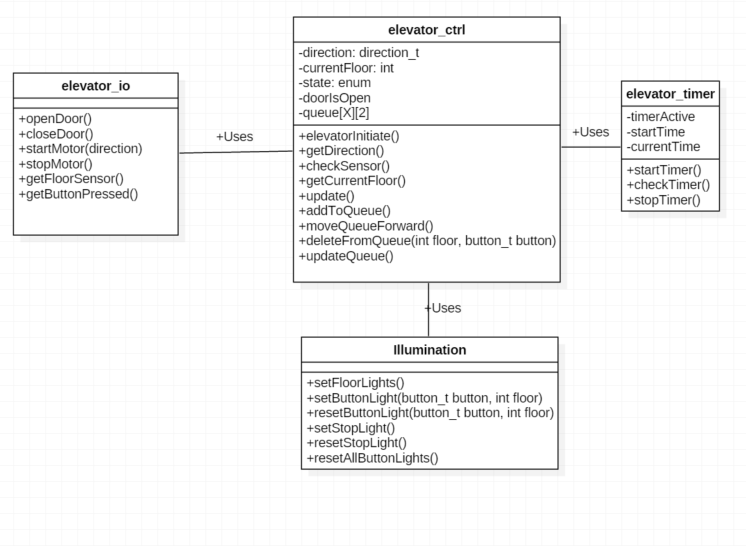 elevator_ctrl
-direction: direction_t
-currentFloor: int
-state: enum
-doorIsOpen
-queue[X][2]
+elevatorInitiate()
+getDirection()
+checkSensor()
+getCurrentFloor()
+update()
+addToQueue()
+moveQueueForward()
+deleteFromQueue(int floor, button_t button)
+updateQueue()
elevator_io
+openDoor()
+closeDoor()
+startMotor(direction)
+stopMotor()
+getFloorSensor()
+getButtonPressed()
+Uses
+Uses
elevator_timer
-timerActive
-startTime
-currentTime
+startTimer()
+checkTimer()
+stopTimer()
+Uses
Illumination
+setFloorLights()
+setButtonLight(button_t button, int floor)
+resetButtonLight(button_t button, int floor)
+setStopLight()
+resetStopLight()
+resetAllButtonLights()